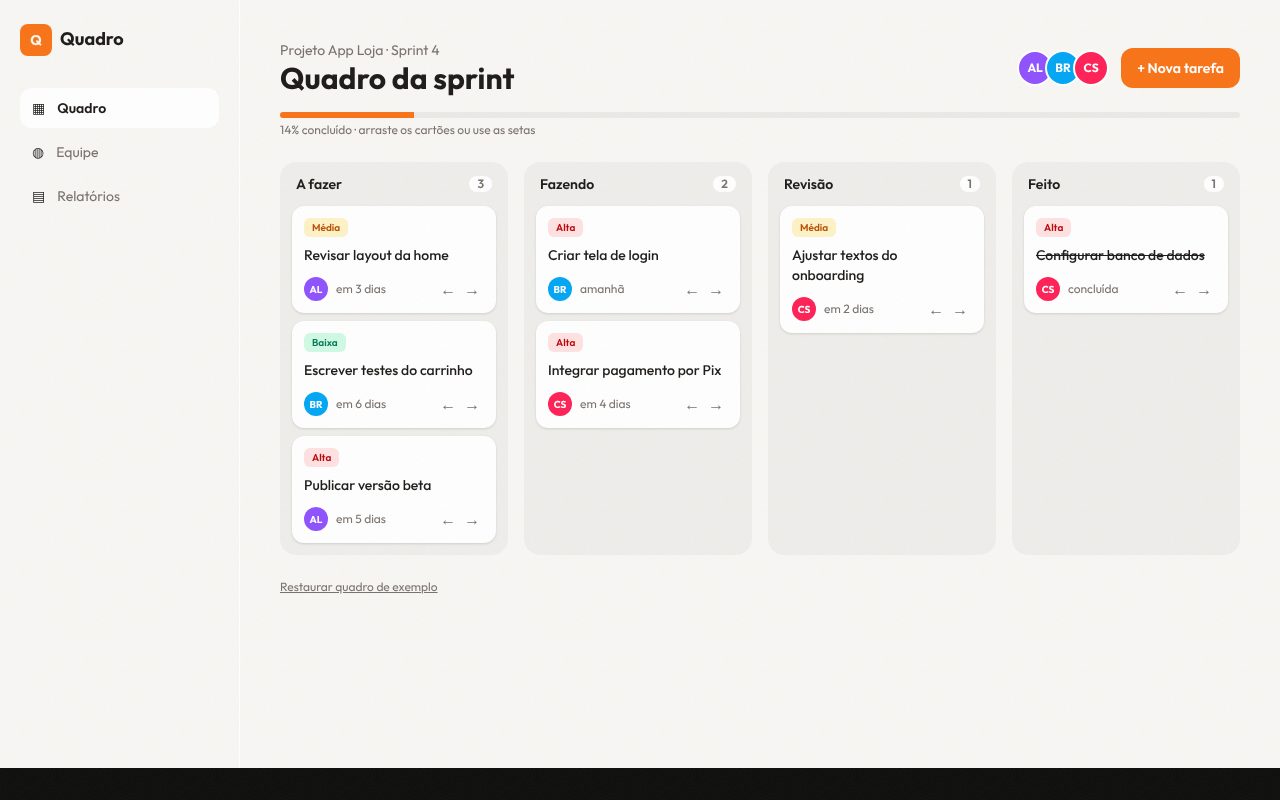 Q Quadro
Quadro
Equipe
Relatórios
Projeto App Loja · Sprint 4
Quadro da sprint
AL BR CS
+ Nova tarefa
14% concluído · arraste os cartões ou use as setas
A fazer 3
Média
Revisar layout da home
AL em 3 dias ← →
Baixa
Escrever testes do carrinho
BR em 6 dias ← →
Alta
Publicar versão beta
AL em 5 dias ← →
Fazendo 2
Alta
Criar tela de login
BR amanhã ← →
Alta
Integrar pagamento por Pix
CS em 4 dias ← →
Revisão 1
Média
Ajustar textos do
onboarding
CS em 2 dias ← →
Feito 1
Alta
Configurar banco de dados
CS concluída ← →
Restaurar quadro de exemplo